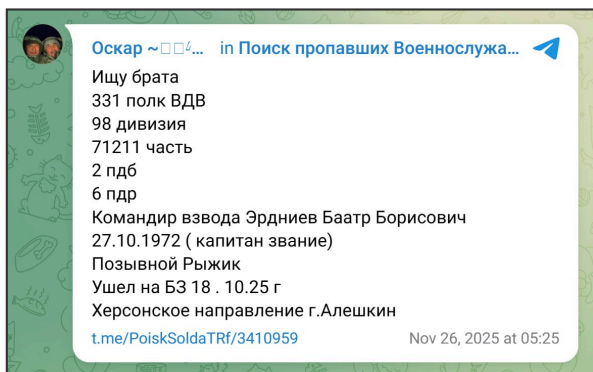 Оскар ~ in Поиск пропавших Военнослужа...
Ищу брата
331 полк ВДВ
98 дивизия
71211 часть
2 пдб
6 пдр
Командир взвода Эрдниев Баатр Борисович
27.10.1972 ( капитан звание)
Позывной Рыжик
Ушел на БЗ 18 . 10.25 г
Херсонское направление г.Алешкин
t.me/PoiskSoldaTRf/3410959 Nov 26, 2025 at 05:25